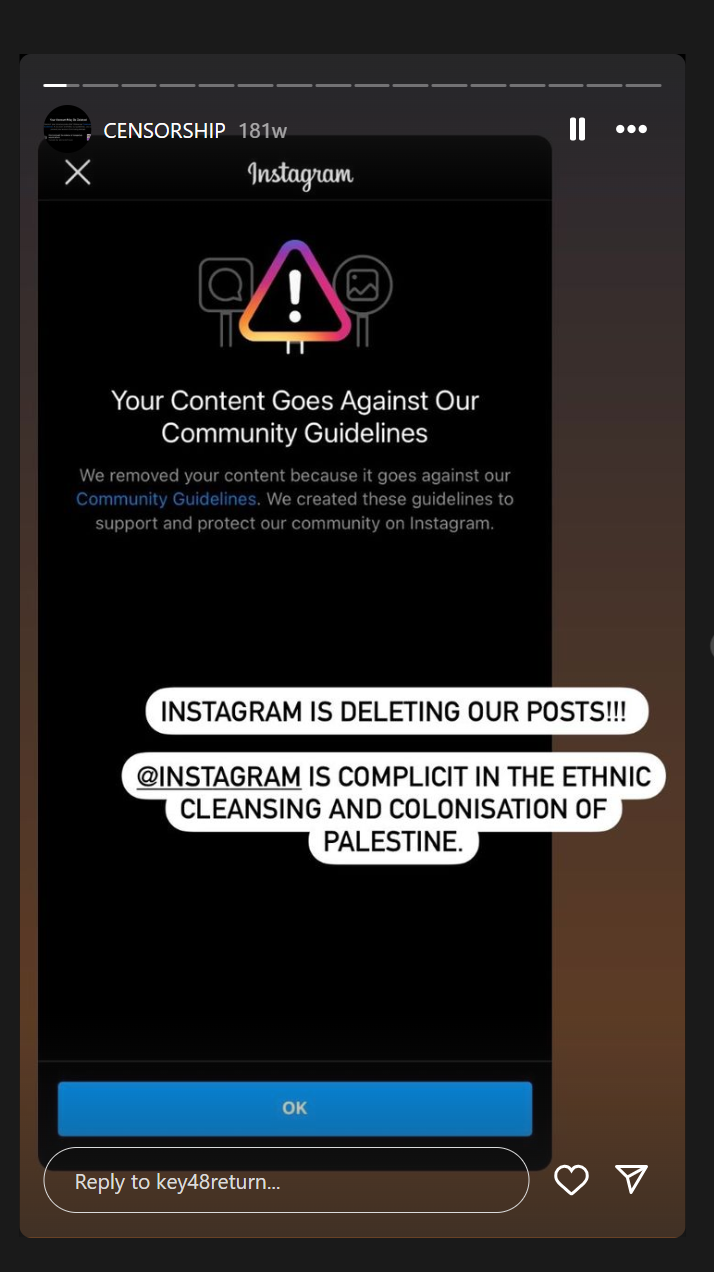 CENSORSHIP 181w
Instagram
Your Content Goes Against Our
Community Guidelines
We removed your content because it goes against our
Community Guidelines. We created these guidelines to
support and protect our community on Instagram.
INSTAGRAM IS DELETING OUR POSTS!!!
@INSTAGRAM IS COMPLICIT IN THE ETHNIC
CLEANSING AND COLONISATION OF
PALESTINE.
OK
Reply to key48return...